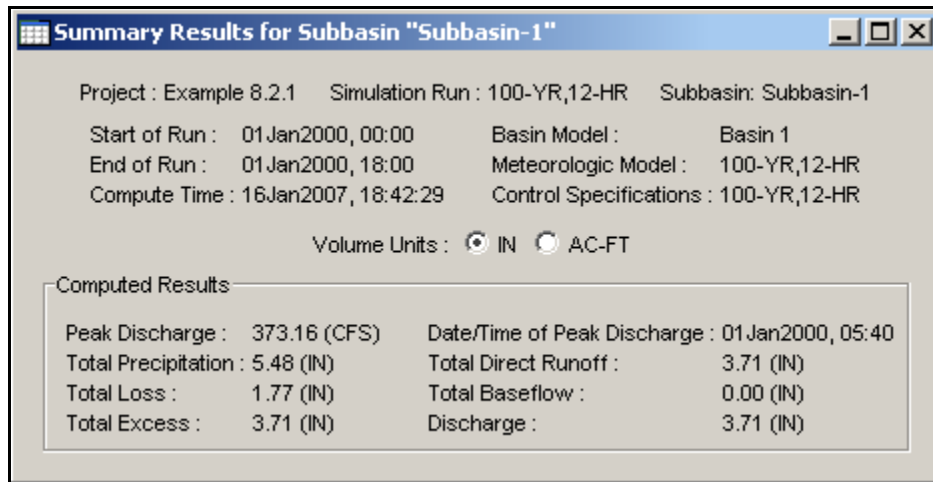 Summary Results for Subbasin "Subbasin-1"
Project : Example 8.2.1 Simulation Run : 100-YR,12-HR Subbasin: Subbasin-1
Start of Run : 01Jan2000, 00:00 Basin Model : Basin 1
End of Run : 01Jan2000, 18:00 Meteorologic Model : 100-YR,12-HR
Compute Time : 16Jan2007, 18:42:29 Control Specifications : 100-YR,12-HR
Volume Units : IN AC-FT
Computed Results
Peak Discharge : 373.16 (CFS) Date/Time of Peak Discharge : 01Jan2000, 05:40
Total Precipitation : 5.48 (IN) Total Direct Runoff : 3.71 (IN)
Total Loss : 1.77 (IN) Total Baseflow : 0.00 (IN)
Total Excess : 3.71 (IN) Discharge : 3.71 (IN)